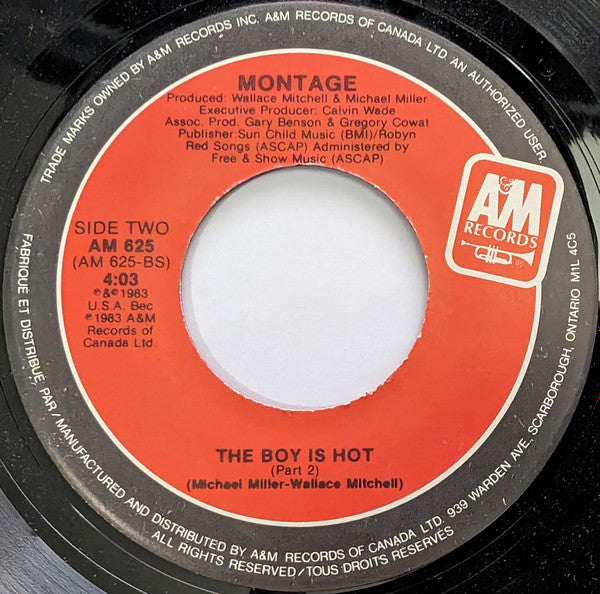 TRADE MARKS OWNED BY A&M RECORDS INC. A&M RECORDS OF CANADA LTD. AN AUTHORIZED USER.
MONTAGE
Produced: Wallace Mitchell & Michael Miller
Executive Producer: Calvin Wade
Assoc. Prod. Gary Benson & Gregory Cowat
Publisher:Sun Child Music (BMI)/Robyn
Red Songs (ASCAP) Administered by
Free & Show Music (ASCAP)
&
A&M
RECORDS
®
SIDE TWO
AM 625
(AM 625-BS)
4:03
℗&©1983
U.S.A. Bec.
℗1983 A&M
Records of
Canada Ltd.
THE BOY IS HOT
(Part 2)
(Michael Miller-Wallace Mitchell)
FABRIQUÉ ET DISTRIBUÉ PAR/MANUFACTURED AND DISTRIBUTED BY A&M RECORDS OF CANADA LTD. 939 WARDEN AVE. SCARBOROUGH, ONTARIO M1L 4C5
ALL RIGHTS RESERVED/TOUS DROITS RESERVÉS